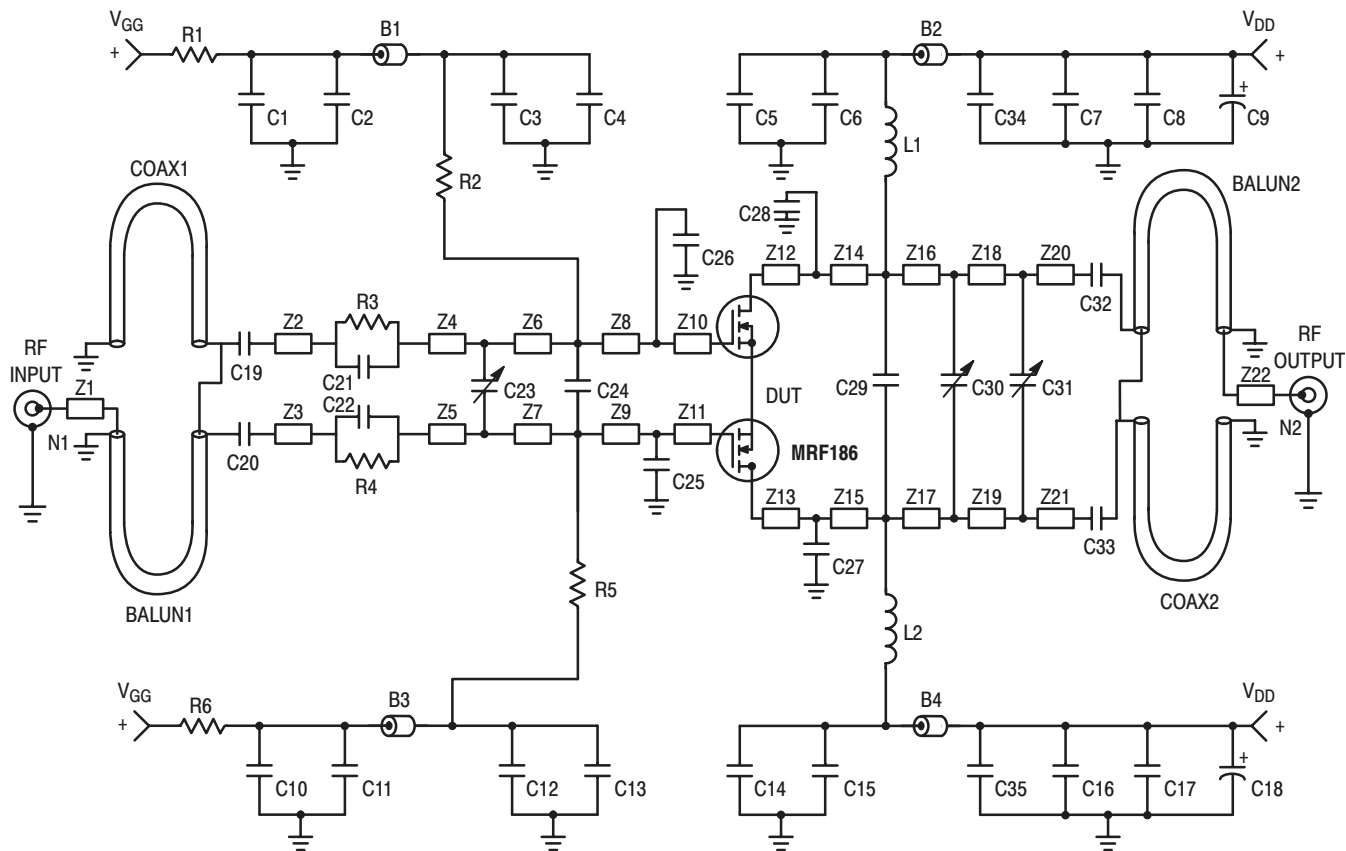 VGG
+
R1
B1
C1
C2
C3
C4
R2
B2
VDD
+
C5
C6
C34
C7
C8
+
C9
L1
COAX1
BALUN2
C28
C26
Z12
Z14
Z16
Z18
Z20
C32
R3
Z2
Z4
Z6
Z8
Z10
C19
C21
RF
INPUT
Z1
N1
C22
C23
C24
DUT
C29
C30
C31
RF
OUTPUT
Z22
N2
Z3
Z5
Z7
Z9
Z11
MRF186
C20
R4
C25
Z13
Z15
Z17
Z19
Z21
C33
C27
R5
BALUN1
COAX2
L2
VGG
+
R6
B3
C10
C11
C12
C13
B4
VDD
+
C14
C15
C35
C16
C17
+
C18